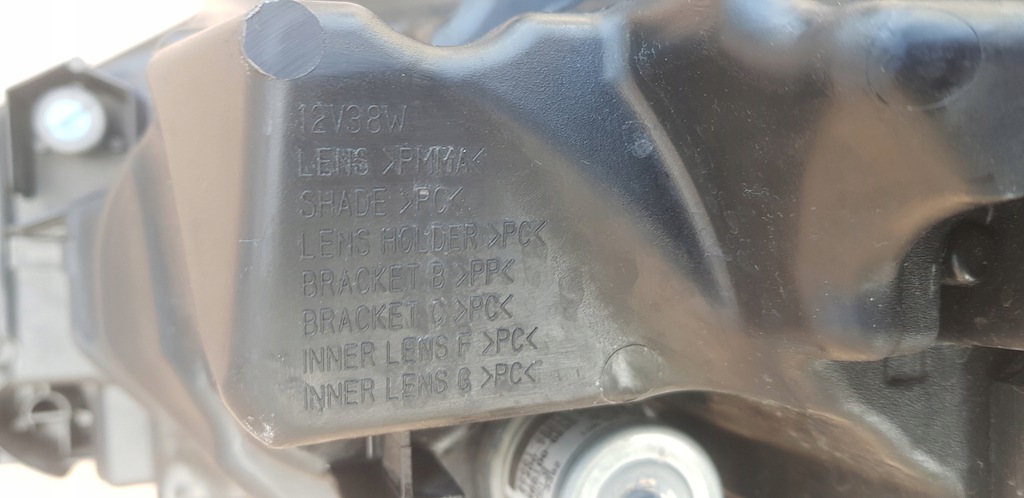 12V38W
LENS >PMMA<
SHADE >PC<
LENS HOLDER >PC<
BRACKET B >PP<
BRACKET C >PC<
INNER LENS F >PC<
INNER LENS G >PC<